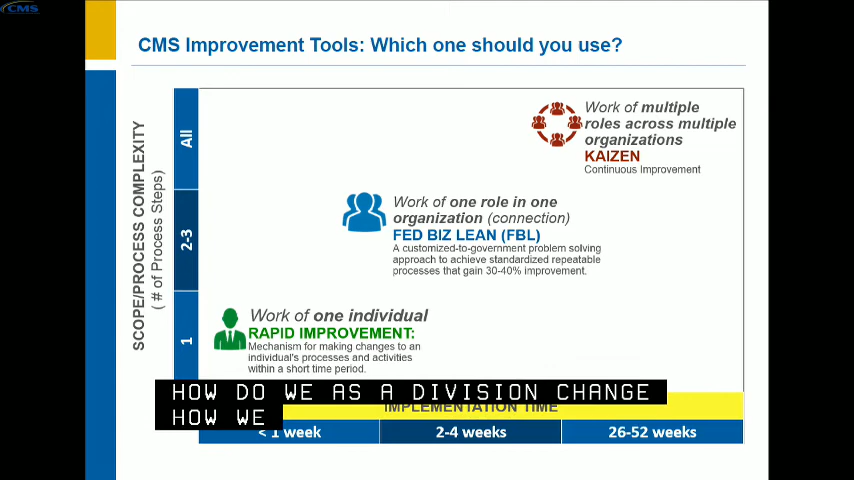 CMS
CMS Improvement Tools: Which one should you use?
SCOPE/PROCESS COMPLEXITY
( # of Process Steps)
All
2-3
1
Work of multiple
roles across multiple
organizations
KAIZEN
Continuous Improvement
Work of one role in one
organization (connection)
FED BIZ LEAN (FBL)
A customized-to-government problem solving
approach to achieve standardized repeatable
processes that gain 30-40% improvement.
Work of one individual
RAPID IMPROVEMENT:
Mechanism for making changes to an
individual's processes and activities
within a short time period.
HOW DO WE AS A DIVISION CHANGE
HOW WE
IMPLEMENTATION TIME
< 1 week
2-4 weeks
26-52 weeks